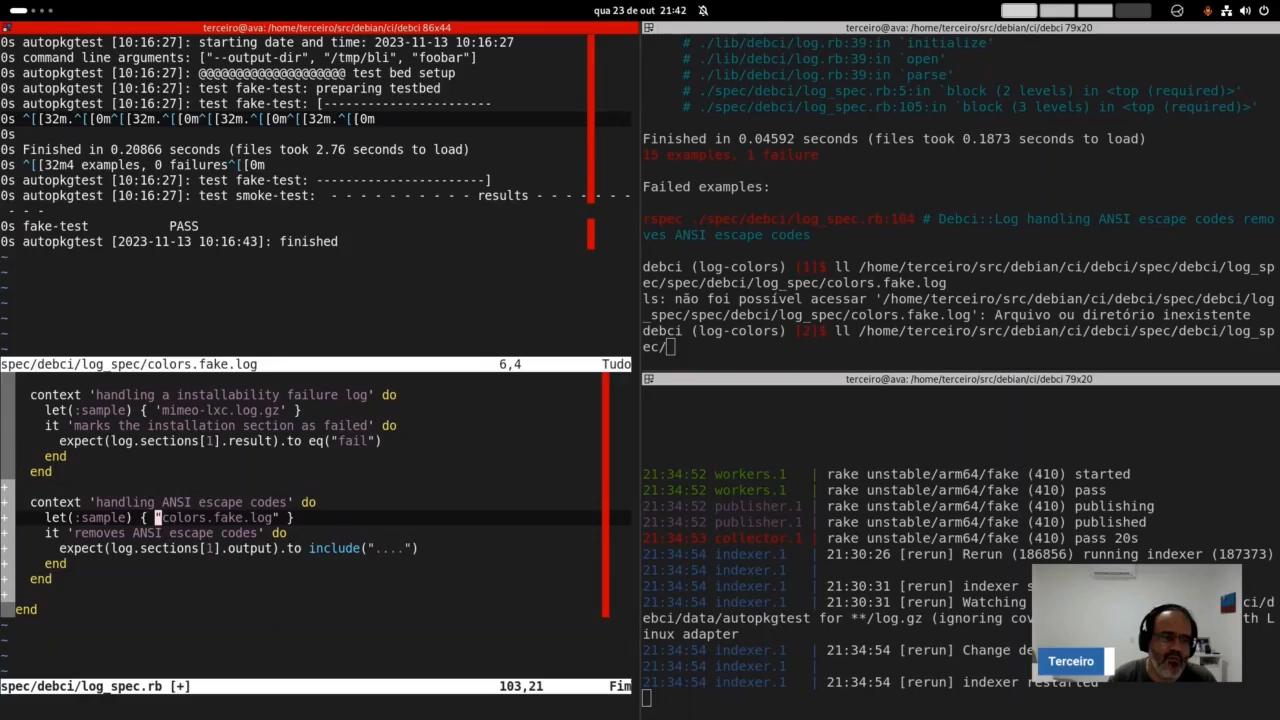 qua 23 de out 21:42
terceiro@ava: /home/terceiro/src/debian/ci/debci 86x44
0s autopkgtest [10:16:27]: starting date and time: 2023-11-13 10:16:27
0s command line arguments: ["--output-dir", "/tmp/bli", "foobar"]
0s autopkgtest [10:16:27]: @@@@@@@@@@@@@@@@@@@@ test bed setup
0s autopkgtest [10:16:27]: test fake-test: preparing testbed
0s autopkgtest [10:16:27]: test fake-test: [-----------------------
0s ^[[32m.^[[0m^[[32m.^[[0m^[[32m.^[[0m^[[32m.^[[0m
0s
0s Finished in 0.20866 seconds (files took 2.76 seconds to load)
0s ^[[32m4 examples, 0 failures^[[0m
0s autopkgtest [10:16:27]: test fake-test: -----------------------]
0s autopkgtest [10:16:27]: test smoke-test: - - - - - - - - - - results - - - - - - -
- - -
0s fake-test           PASS
0s autopkgtest [2023-11-13 10:16:43]: finished
~
~
~
~
~
~
~
spec/debci/log_spec/colors.fake.log 6,4 Tudo
context 'handling a installability failure log' do
let(:sample) { 'mimeo-lxc.log.gz' }
it 'marks the installation section as failed' do
expect(log.sections[1].result).to eq("fail")
end
end
+
+ context 'handling ANSI escape codes' do
+ let(:sample) { "colors.fake.log" }
+ it 'removes ANSI escape codes' do
+ expect(log.sections[1].output).to include("....")
+ end
+ end
+
end
~
~
~
~
spec/debci/log_spec.rb [+] 103,21 Fim
terceiro@ava: /home/terceiro/src/debian/ci/debci 79x20
# ./lib/debci/log.rb:39:in `initialize'
# ./lib/debci/log.rb:39:in `open'
# ./lib/debci/log.rb:39:in `parse'
# ./spec/debci/log_spec.rb:5:in `block (2 levels) in <top (required)>'
# ./spec/debci/log_spec.rb:105:in `block (3 levels) in <top (required)>'
Finished in 0.04592 seconds (files took 0.1873 seconds to load)
15 examples, 1 failure
Failed examples:
rspec ./spec/debci/log_spec.rb:104 # Debci::Log handling ANSI escape codes remo
ves ANSI escape codes
debci (log-colors) [1]$ ll /home/terceiro/src/debian/ci/debci/spec/debci/log_sp
ec/spec/debci/log_spec/colors.fake.log
ls: não foi possível acessar '/home/terceiro/src/debian/ci/debci/spec/debci/log
_spec/spec/debci/log_spec/colors.fake.log': Arquivo ou diretório inexistente
debci (log-colors) [2]$ ll /home/terceiro/src/debian/ci/debci/spec/debci/log_sp
ec/
terceiro@ava: /home/terceiro/src/debian/ci/debci 79x20
21:34:52 workers.1   | rake unstable/arm64/fake (410) started
21:34:52 workers.1   | rake unstable/arm64/fake (410) pass
21:34:52 publisher.1 | rake unstable/arm64/fake (410) publishing
21:34:52 publisher.1 | rake unstable/arm64/fake (410) published
21:34:53 collector.1 | rake unstable/arm64/fake (410) pass 20s
21:34:54 indexer.1   | 21:30:26 [rerun] Rerun (186856) running indexer (187373)
21:34:54 indexer.1   |
21:34:54 indexer.1   | 21:30:31 [rerun] indexer s
21:34:54 indexer.1   | 21:30:31 [rerun] Watching ci/d
ebci/data/autopkgtest for **/log.gz (ignoring cov th L
inux adapter
21:34:54 indexer.1   | 21:34:54 [rerun] Change de
21:34:54 indexer.1   |
21:34:54 indexer.1   | 21:34:54 [rerun] indexer restarted
Terceiro